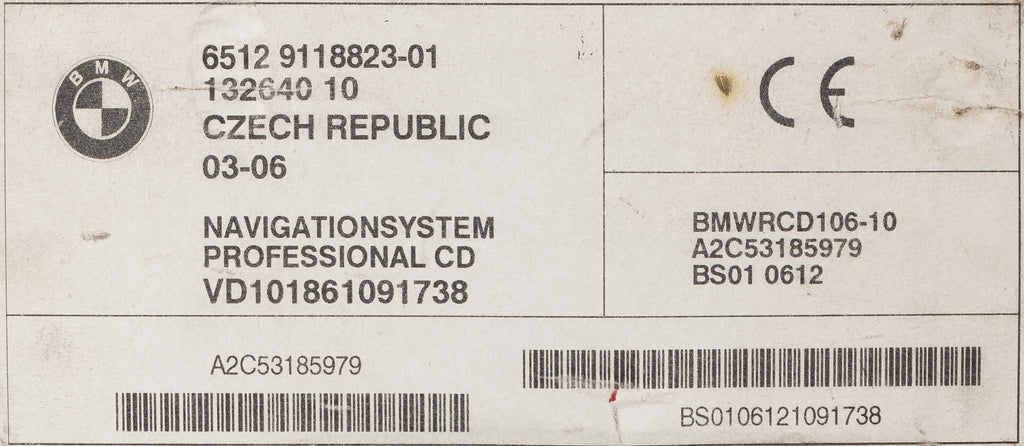 BMW
6512 9118823-01
132640 10
CZECH REPUBLIC
03-06
NAVIGATIONSYSTEM
PROFESSIONAL CD
VD101861091738
CE
BMWRCD106-10
A2C53185979
BS01 0612
A2C53185979
BS0106121091738